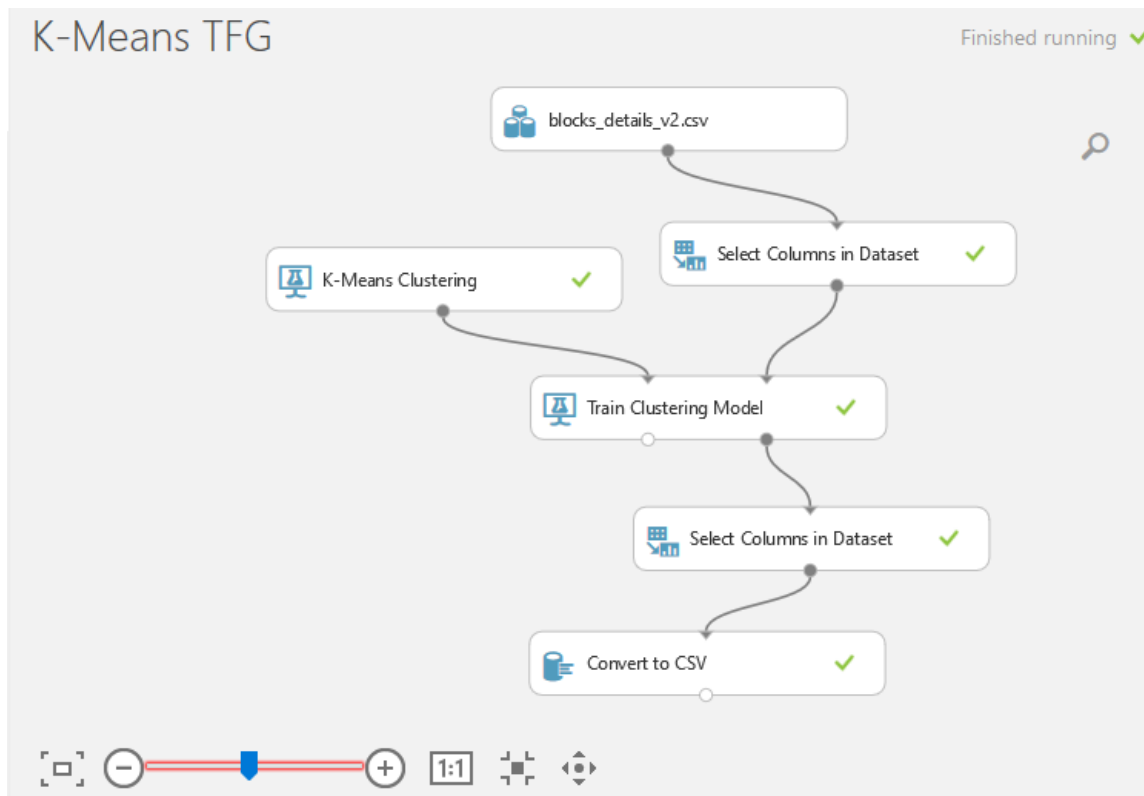 K-Means TFG
Finished running
blocks_details_v2.csv
Select Columns in Dataset
K-Means Clustering
Train Clustering Model
Select Columns in Dataset
Convert to CSV
1:1